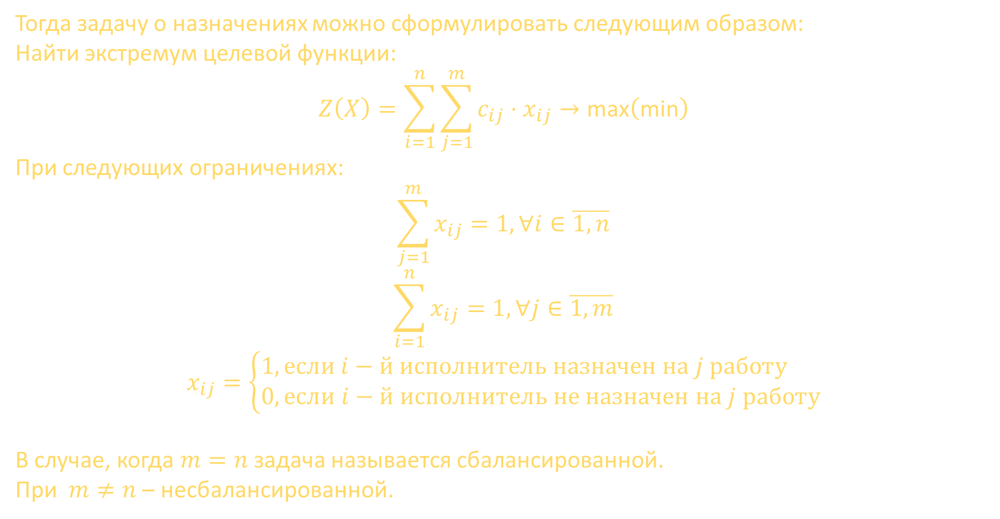 Тогда задачу о назначениях можно сформулировать следующим образом:
Найти экстремум целевой функции:
$Z(X) = \sum_{i=1}^{n} \sum_{j=1}^{m} c_{ij} \cdot x_{ij} \to \max(\min)$
При следующих ограничениях:
$\sum_{j=1}^{m} x_{ij} = 1, \forall i \in \overline{1, n}$
$\sum_{i=1}^{n} x_{ij} = 1, \forall j \in \overline{1, m}$
$x_{ij} = \begin{cases} 1, \text{если } i - \text{й исполнитель назначен на } j \text{ работу} \\ 0, \text{если } i - \text{й исполнитель не назначен на } j \text{ работу} \end{cases}$
В случае, когда $m = n$ задача называется сбалансированной.
При $m \neq n$ – несбалансированной.